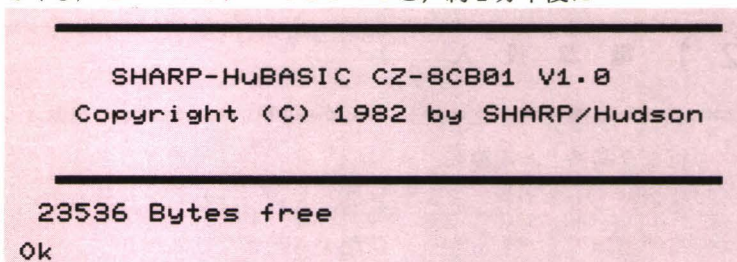 SHARP-HuBASIC CZ-8CB01 V1.0
Copyright (C) 1982 by SHARP/Hudson
23536 Bytes free
Ok